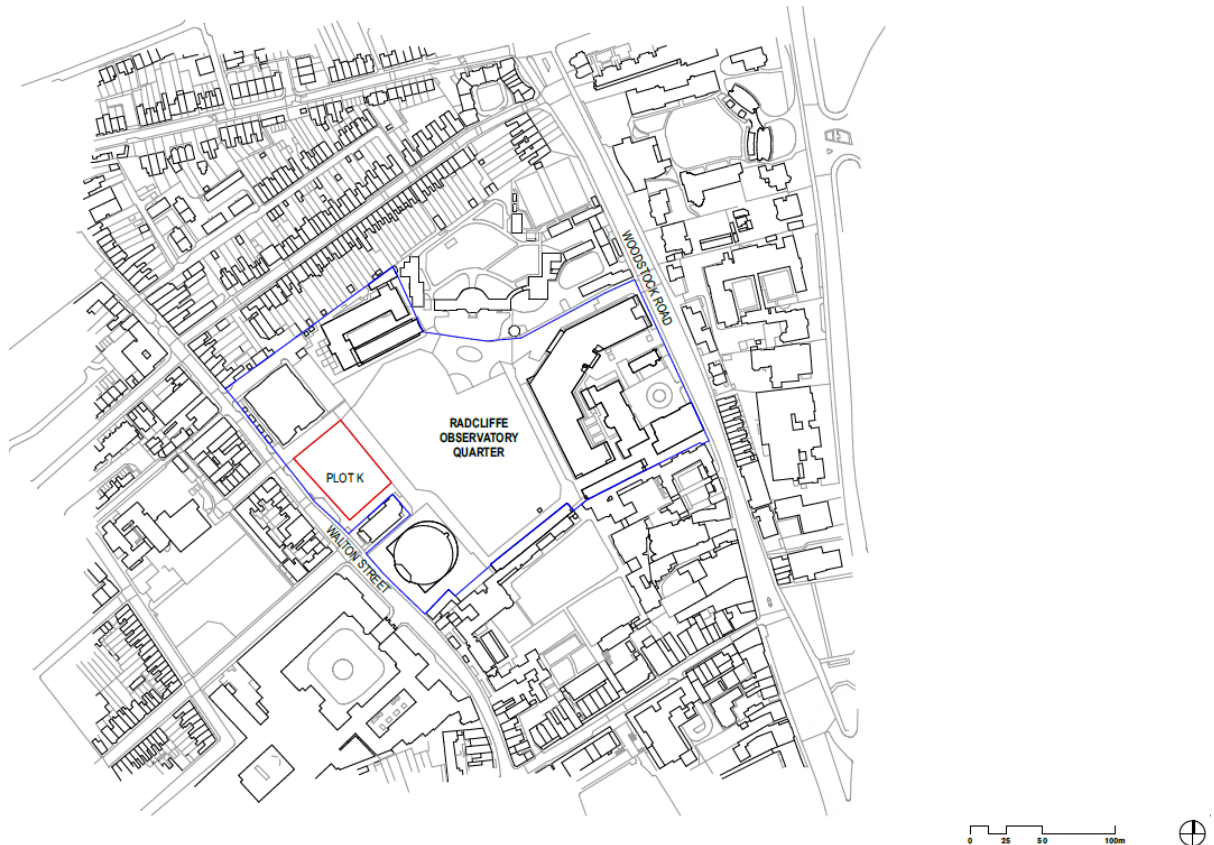 WOODSTOCK ROAD
RADCLIFFE
OBSERVATORY
QUARTER
PLOT K
WALTON STREET
0 25 50 100m